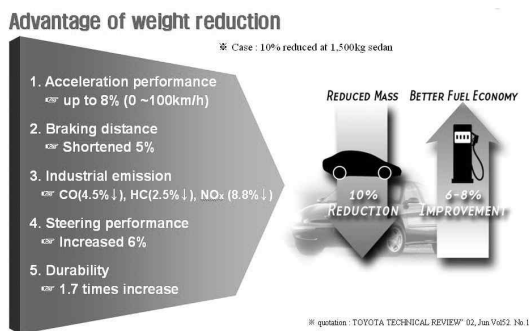 Advantage of weight reduction
※ Case : 10% reduced at 1,500kg sedan
1. Acceleration performance
☞ up to 8% (0 ~100km/h)
2. Braking distance
☞ Shortened 5%
3. Industrial emission
☞ CO(4.5%↓), HC(2.5%↓), NOx (8.8%↓)
4. Steering performance
☞ Increased 6%
5. Durability
☞ 1.7 times increase
REDUCED MASS
10%
REDUCTION
BETTER FUEL ECONOMY
6-8%
IMPROVEMENT
※ quotation : TOYOTA TECHNICAL REVIEW' 02, Jun Vol52. No.1